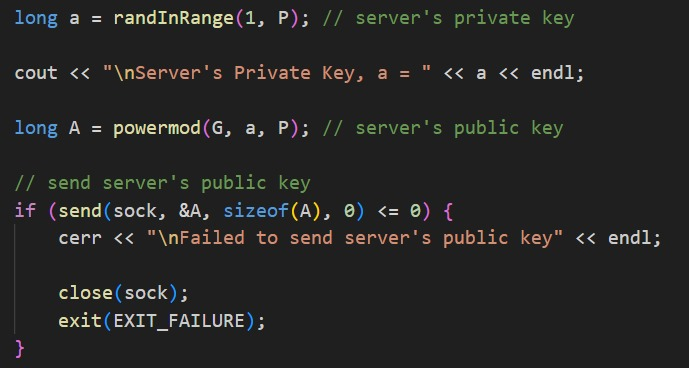 long a = randInRange(1, P); // server's private key
cout << "\nServer's Private Key, a = " << a << endl;
long A = powermod(G, a, P); // server's public key
// send server's public key
if (send(sock, &A, sizeof(A), 0) <= 0) {
    cerr << "\nFailed to send server's public key" << endl;
    close(sock);
    exit(EXIT_FAILURE);
}